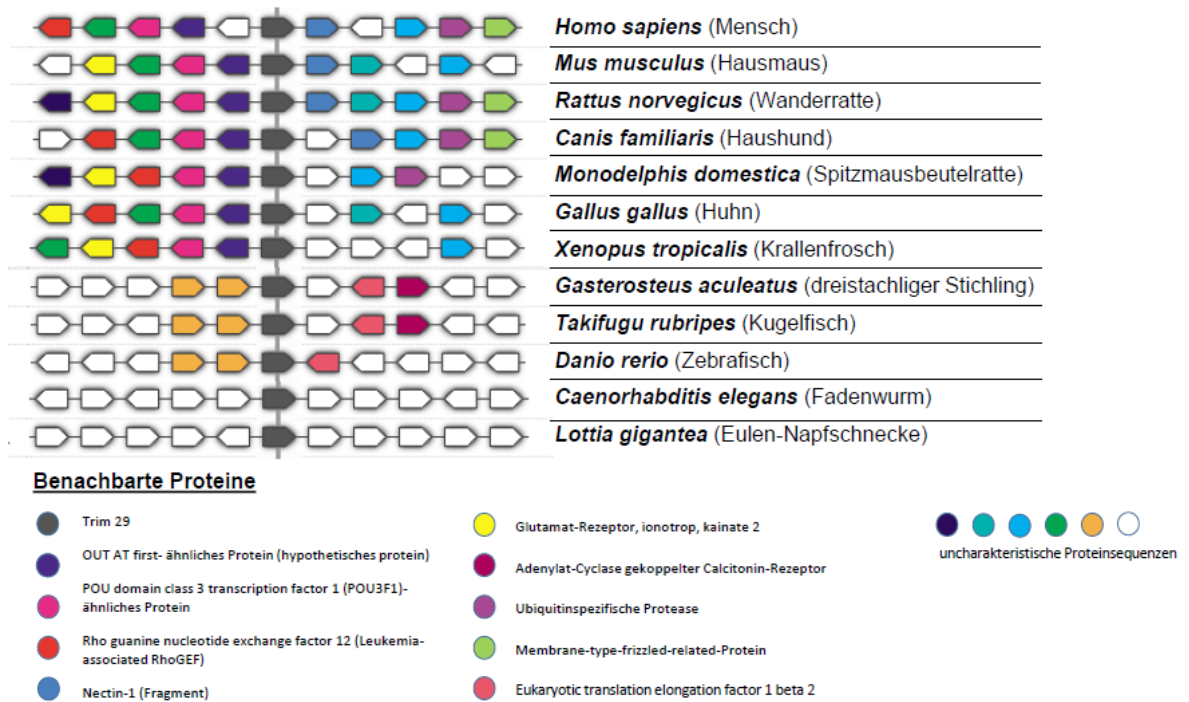 Homo sapiens (Mensch)
Mus musculus (Hausmaus)
Rattus norvegicus (Wanderratte)
Canis familiaris (Haushund)
Monodelphis domestica (Spitzmausbeutelratte)
Gallus gallus (Huhn)
Xenopus tropicalis (Krallenfrosch)
Gasterosteus aculeatus (dreistachliger Stichling)
Takifugu rubripes (Kugelfisch)
Danio rerio (Zebrafisch)
Caenorhabditis elegans (Fadenwurm)
Lottia gigantea (Eulen-Napfschnecke)
Benachbarte Proteine
Trim 29
OUT AT first- ähnliches Protein (hypothetisches protein)
POU domain class 3 transcription factor 1 (POU3F1)-
ähnliches Protein
Rho guanine nucleotide exchange factor 12 (Leukemia-
associated RhoGEF)
Nectin-1 (Fragment)
Glutamat-Rezeptor, ionotrop, kainate 2
Adenylat-Cyclase gekoppelter Calcitonin-Rezeptor
Ubiquitinspezifische Protease
Membrane-type-frizzled-related-Protein
Eukaryotic translation elongation factor 1 beta 2
uncharakteristische Proteinsequenzen